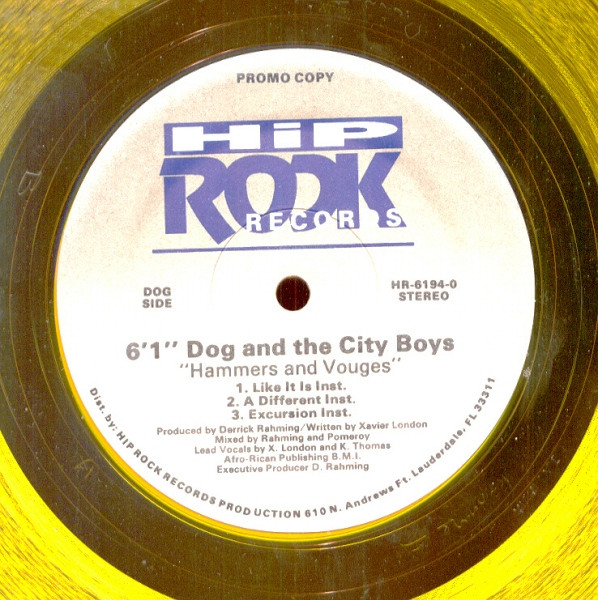 PROMO COPY
HiP
ROCK
RECORDS
DOG
SIDE
HR-6194-0
STEREO
6'1" Dog and the City Boys
"Hammers and Vouges"
1. Like It Is Inst.
2. A Different Inst.
3. Excursion Inst.
Produced by Derrick Rahming/Written by Xavier London
Mixed by Rahming and Pomeroy
Lead Vocals by X. London and K. Thomas
Afro-Rican Publishing B.M.I.
Executive Producer D. Rahming
Dist. by: HIP ROCK RECORDS PRODUCTION 610 N. Andrews Ft. Lauderdale, FL 33311